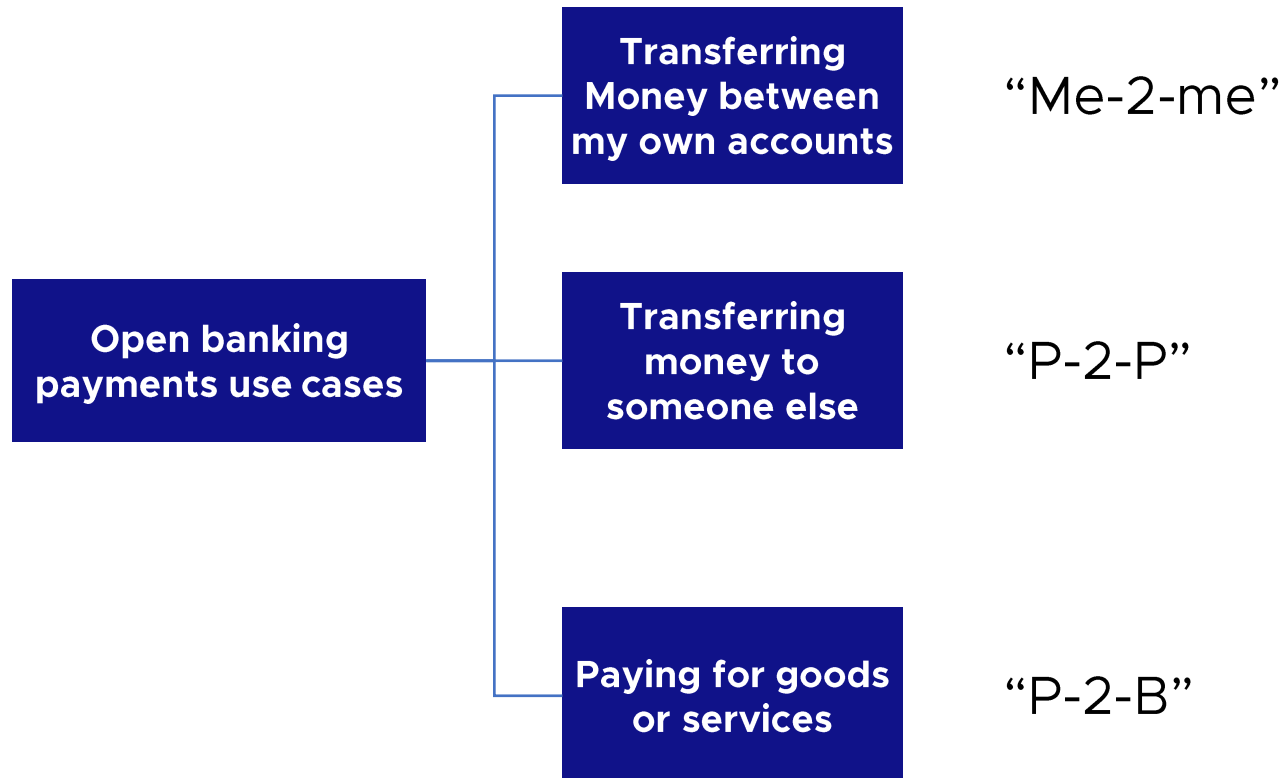 Transferring
Money between
my own accounts
“Me-2-me”
Open banking
payments use cases
Transferring
money to
someone else
“P-2-P”
Paying for goods
or services
“P-2-B”